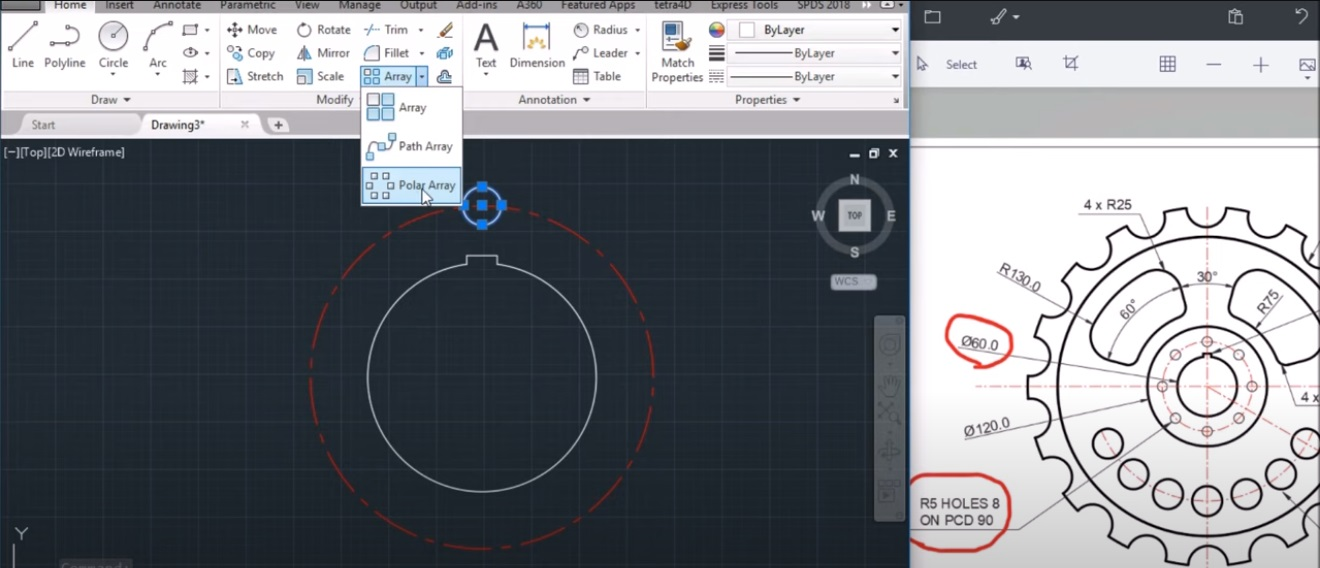 Home Insert Annotate Parametric View Manage Output Add-ins A360 Featured Apps tetra4D Express Tools SPDS 2018
Line
Polyline
Circle
Arc
Move
Copy
Stretch
Rotate
Mirror
Scale
Trim
Fillet
Array
Text
Dimension
Radius
Leader
Table
Match
Properties
ByLayer
ByLayer
ByLayer
Draw
Modify
Annotation
Properties
Array
Path Array
Polar Array
Start
Drawing3*
[−][Top][2D Wireframe]
N
W
TOP
E
S
WCS
Y
Command:
Select
4 x R25
R130.0
30°
60°
R75
Ø60.0
4 x
Ø120.0
R5 HOLES 8
ON PCD 90